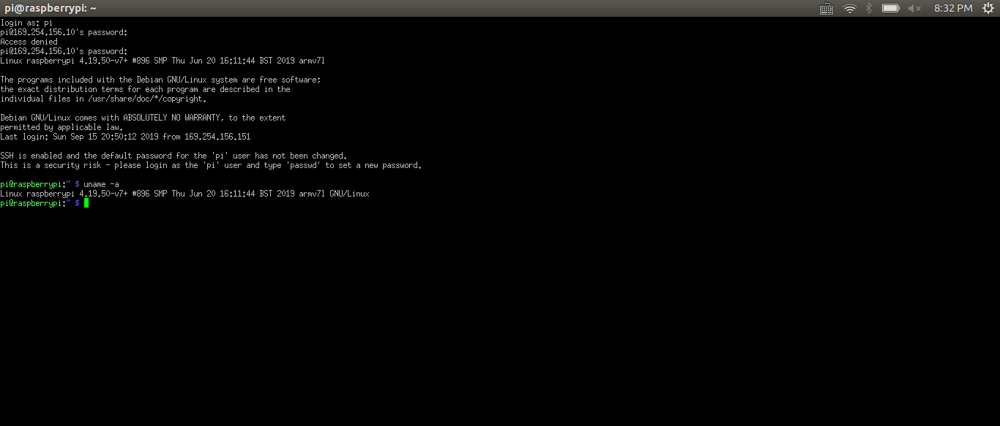 pi@raspberrypi: ~
8:32 PM
login as: pi
pi@169.254.156.10's password:
Access denied
pi@169.254.156.10's password:
Linux raspberrypi 4.19.50-v7+ #896 SMP Thu Jun 20 16:11:44 BST 2019 armv7l
The programs included with the Debian GNU/Linux system are free software;
the exact distribution terms for each program are described in the
individual files in /usr/share/doc/*/copyright.
Debian GNU/Linux comes with ABSOLUTELY NO WARRANTY, to the extent
permitted by applicable law.
Last login: Sun Sep 15 20:50:12 2019 from 169.254.156.151
SSH is enabled and the default password for the 'pi' user has not been changed.
This is a security risk - please login as the 'pi' user and type 'passwd' to set a new password.
pi@raspberrypi:~ $ uname -a
Linux raspberrypi 4.19.50-v7+ #896 SMP Thu Jun 20 16:11:44 BST 2019 armv7l GNU/Linux
pi@raspberrypi:~ $